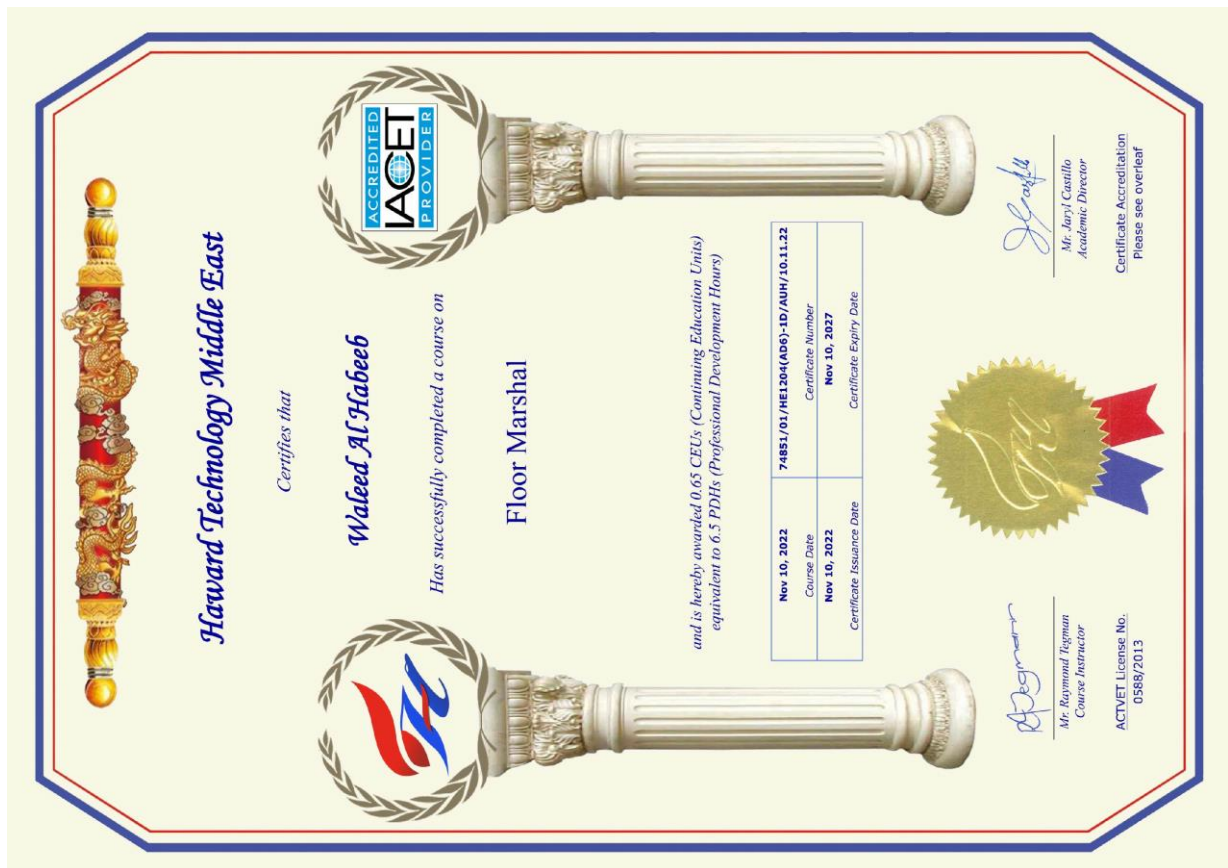 Haward Technology Middle East
Certifies that
ACCREDITED
IACET
PROVIDER
Waleed Al Habeeb
Has successfully completed a course on
Floor Marshal
and is hereby awarded 0.65 CEUs (Continuing Education Units)
equivalent to 6.5 PDHs (Professional Development Hours)
Nov 10, 2022 74851/01/HE1204(AD6)-1D/AUH/10.11.22
Course Date Certificate Number
Nov 10, 2022 Nov 10, 2027
Certificate Issuance Date Certificate Expiry Date
Mr. Raymond Tegman
Course Instructor
ACTVET License No.
0588/2013
Mr. Jaryl Castillo
Academic Director
Certificate Accreditation
Please see overleaf